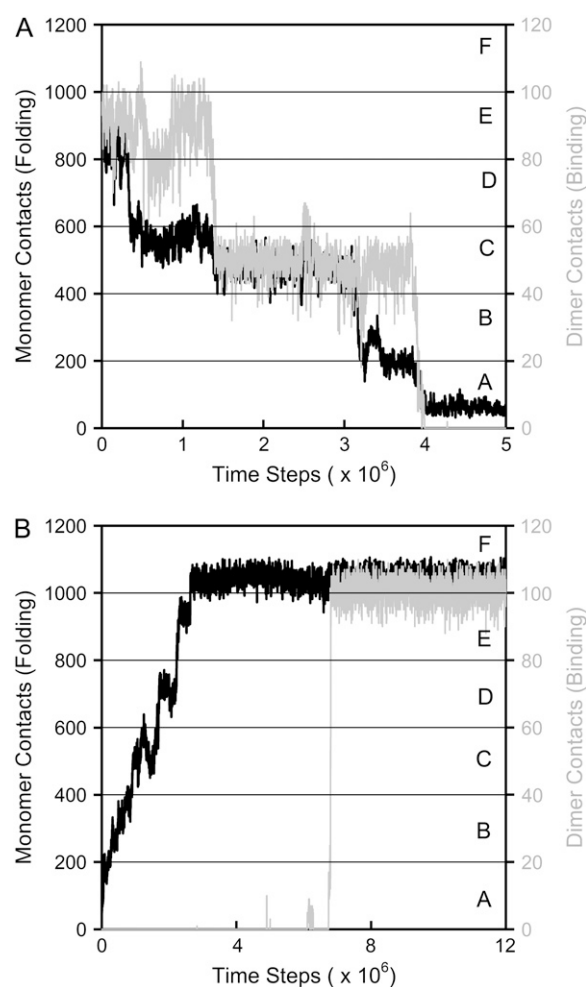 A
1200
1000
800
600
400
200
0
Monomer Contacts (Folding)
F
E
D
C
B
A
120
100
80
60
40
20
0
Dimer Contacts (Binding)
0 1 2 3 4 5
Time Steps ( x 10⁶)
B
1200
1000
800
600
400
200
0
Monomer Contacts (Folding)
F
E
D
C
B
A
120
100
80
60
40
20
0
Dimer Contacts (Binding)
0 4 8 12
Time Steps ( x 10⁶)